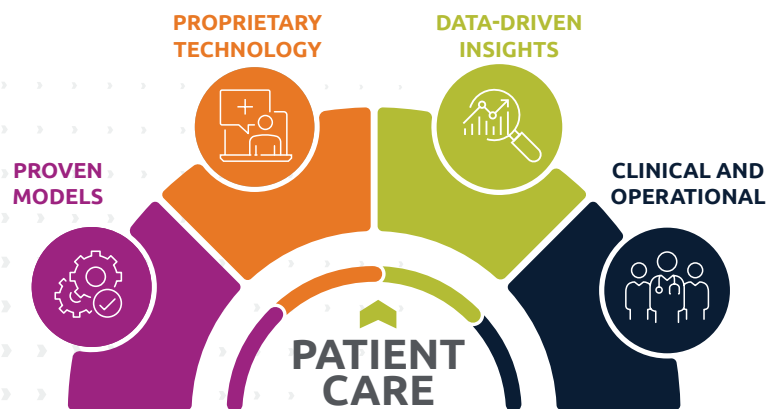 PROPRIETARY
TECHNOLOGY
DATA-DRIVEN
INSIGHTS
PROVEN
MODELS
CLINICAL AND
OPERATIONAL
PATIENT
CARE